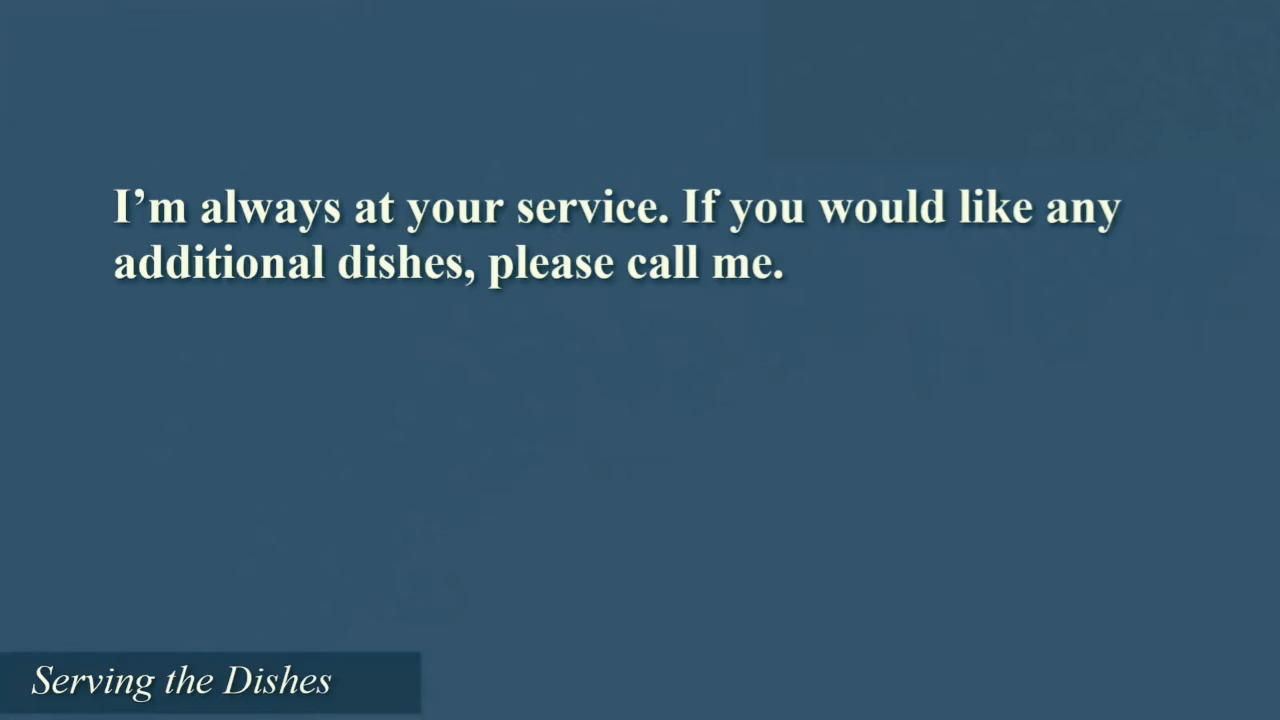 I’m always at your service. If you would like any
additional dishes, please call me.
Serving the Dishes